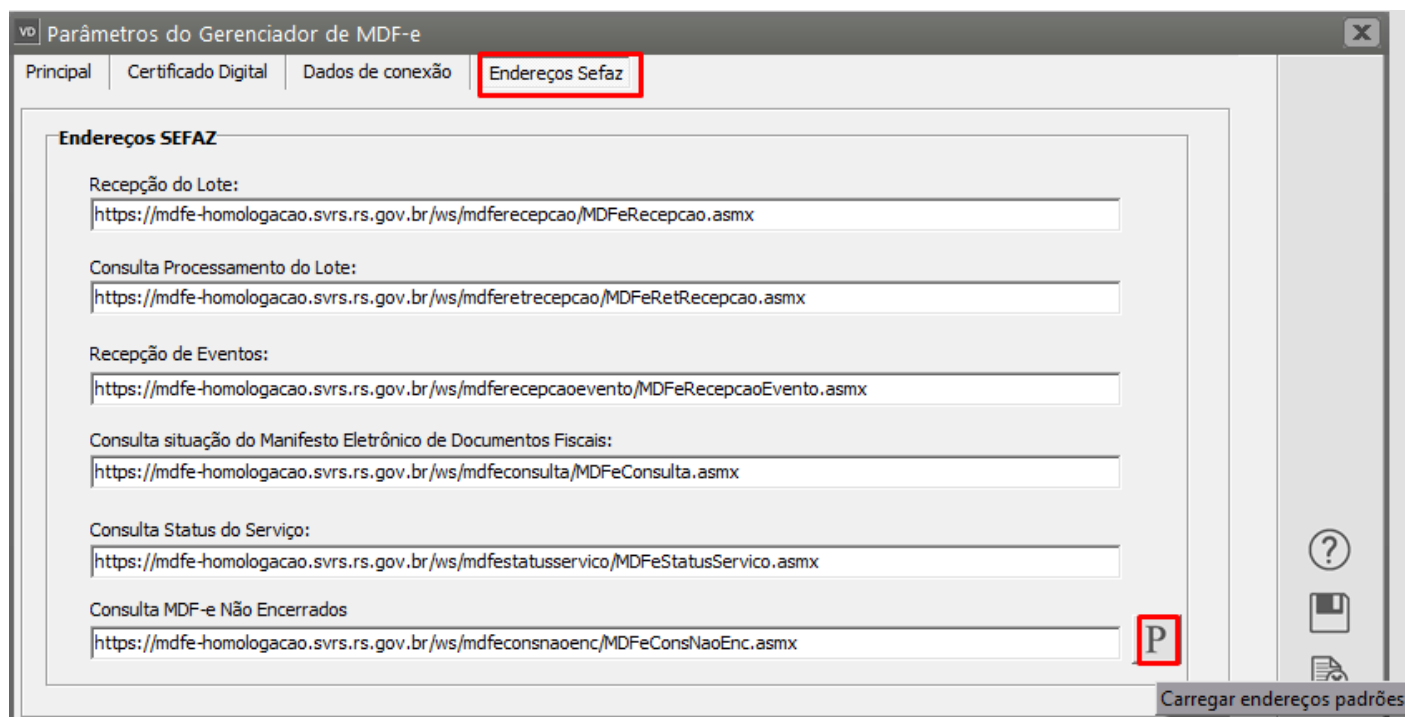 VD Parâmetros do Gerenciador de MDF-e
Principal Certificado Digital Dados de conexão Endereços Sefaz
Endereços SEFAZ
Recepção do Lote:
https://mdfe-homologacao.svrs.rs.gov.br/ws/mdferecepcao/MDFeRecepcao.asmx
Consulta Processamento do Lote:
https://mdfe-homologacao.svrs.rs.gov.br/ws/mdferetrecepcao/MDFeRetRecepcao.asmx
Recepção de Eventos:
https://mdfe-homologacao.svrs.rs.gov.br/ws/mdferecepcaoevento/MDFeRecepcaoEvento.asmx
Consulta situação do Manifesto Eletrônico de Documentos Fiscais:
https://mdfe-homologacao.svrs.rs.gov.br/ws/mdfeconsulta/MDFeConsulta.asmx
Consulta Status do Serviço:
https://mdfe-homologacao.svrs.rs.gov.br/ws/mdfestatusservico/MDFeStatusServico.asmx
Consulta MDF-e Não Encerrados
https://mdfe-homologacao.svrs.rs.gov.br/ws/mdfeconsnaoenc/MDFeConsNaoEnc.asmx
P
Carregar endereços padrões